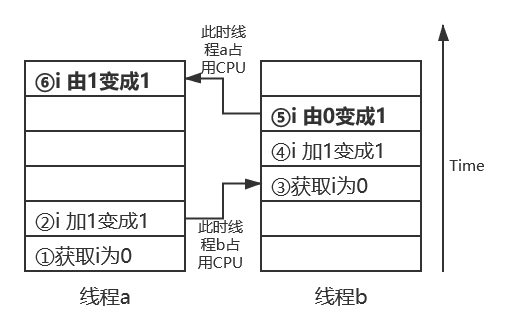 此时线
程a占
用CPU
⑥i 由1变成1
⑤i 由0变成1
④i 加1变成1
③获取i为0
Time
②i 加1变成1
此时线
程b占
用CPU
①获取i为0
线程a
线程b